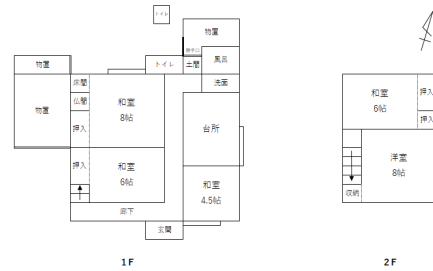 トイレ
物置
勝手口
物置
トイレ
土間
風呂
床間
洗面
和室
6帖
押入
仏間
和室
8帖
押入
物置
台所
押入
洋室
8帖
押入
和室
6帖
和室
4.5帖
収納
廊下
玄関
1F
2F